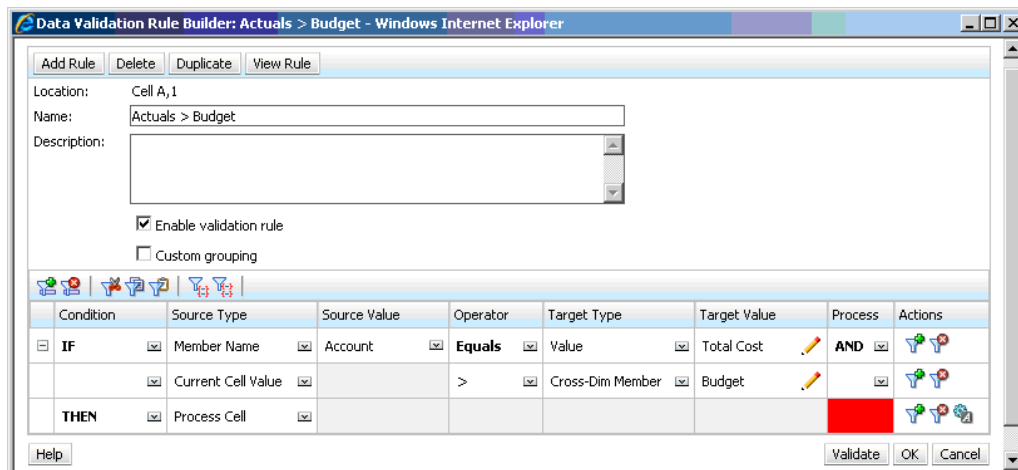 Data Validation Rule Builder: Actuals > Budget - Windows Internet Explorer
Add Rule Delete Duplicate View Rule
Location: Cell A,1
Name: Actuals > Budget
Description:
Enable validation rule
Custom grouping
Condition Source Type Source Value Operator Target Type Target Value Process Actions
IF Member Name Account Equals Value Total Cost AND
Current Cell Value > Cross-Dim Member Budget
THEN Process Cell
Help Validate OK Cancel